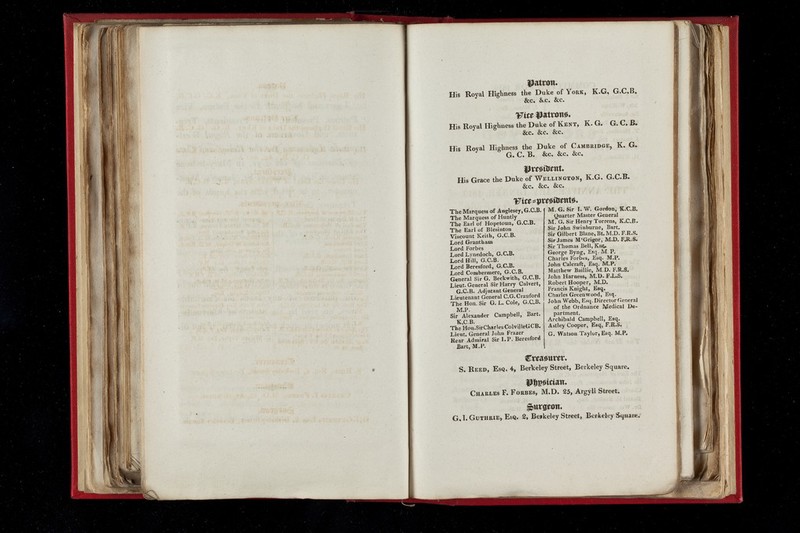 Patron.
His Royal Highness the Duke of York, K.G. G.C.B.
&c. &c. &c.
Vice Patrons.
His Royal Highness the Duke of Kent, K. G. G. C. B.
&c. &c. &c.
His Royal Highness the Duke of Cambridge, K. G.
G. C. B. &c. &c. &c.
President.
His Grace the Duke of Wellington, K.G. G.C.B.
&c. &c. &c.
Vice-presidents.
The Marquess of Anglesey, G.C.B.
The Marquess of Huntly
The Earl of Hopetoun, G.C.B.
The Earl of Blesinton
Viscount Keith, G.C.B.
Lord Grantham
Lord Forbes
Lord Lynedoch, G.C.B.
Lord Hill, G.C.B.
Lord Beresford, G.C.B.
Lord Combermere, G.C.B.
General Sir G. Beckwith, G.C.B.
Lieut. General Sir Harry Calvert,
G.C.B. Adjutant General
Lieutenant General C.G. Craufurd
The Hon. Sir G. L. Cole, G.C.B.
M.P.
Sir Alexander Campbell, Bart.
K.C.B.
The Hon. Sir Charles Colville G C B.
Lieut. General John Frazer
Rear Admiral Sir I. P. Beresford
Bart, M.P.
M. G. Sir I. W. Gordon, K.C.B.
Quarter Master General
M. G. Sir Henry Torrens, K.C.B.
Sir John Swinburne, Bart.
Sir Gilbert Blane, Bt. M.D. F.R.S.
Sir James M'Grigor, M.D. F.R.S.
Sir Thomas Bell, Knt.
George Byng, Esq. M. P.
Charles Forbes, Esq. M.P.
John Calcraft, Esq. M.P.
Matthew Baillie, M.D. F.R.S.
John Harness, M.D. F.L.S.
Robert Hooper, M.D.
Francis Knight, Esq.
Charles Greenwood, Esq.
John Webb, Esq. Director General
of the Ordnance Medical De-
partment.
Archibald Campbell, Esq.
Astley Cooper, Esq, F.R.S.
G. Watson Taylor, Esq. M.P.
Treasurer.
S. Reed, Esq. 4, Berkeley Street, Berkeley Square.
Physician.
Charles F. Forbes, M.D. 23, Argyll Street.
Surgeon.
G. I. Guthrie, Esq. 2, Berkeley Street, Berkeley Square.